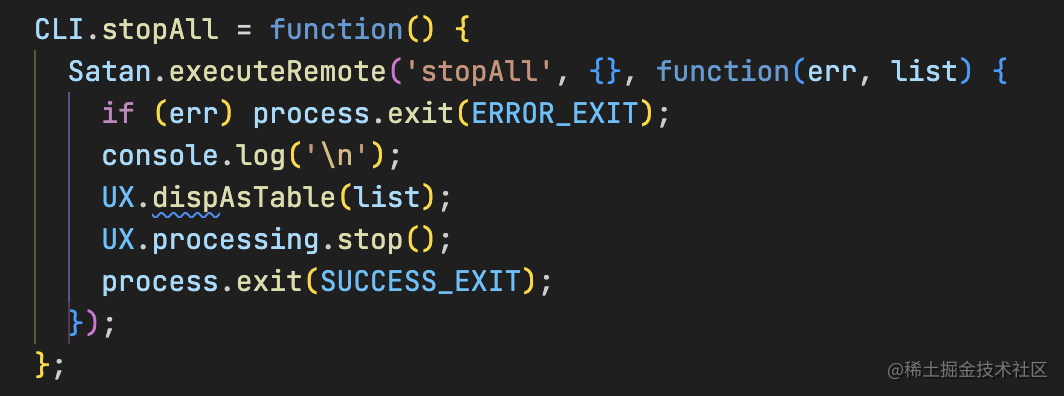 CLI.stopAll = function() {
  Satan.executeRemote('stopAll', {}, function(err, list) {
    if (err) process.exit(ERROR_EXIT);
    console.log('\n');
    UX.dispAsTable(list);
    UX.processing.stop();
    process.exit(SUCCESS_EXIT);
  });
};
@稀土掘金技术社区